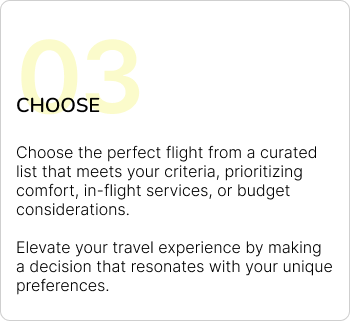 03
CHOOSE
Choose the perfect flight from a curated
list that meets your criteria, prioritizing
comfort, in-flight services, or budget
considerations.
Elevate your travel experience by making
a decision that resonates with your unique
preferences.